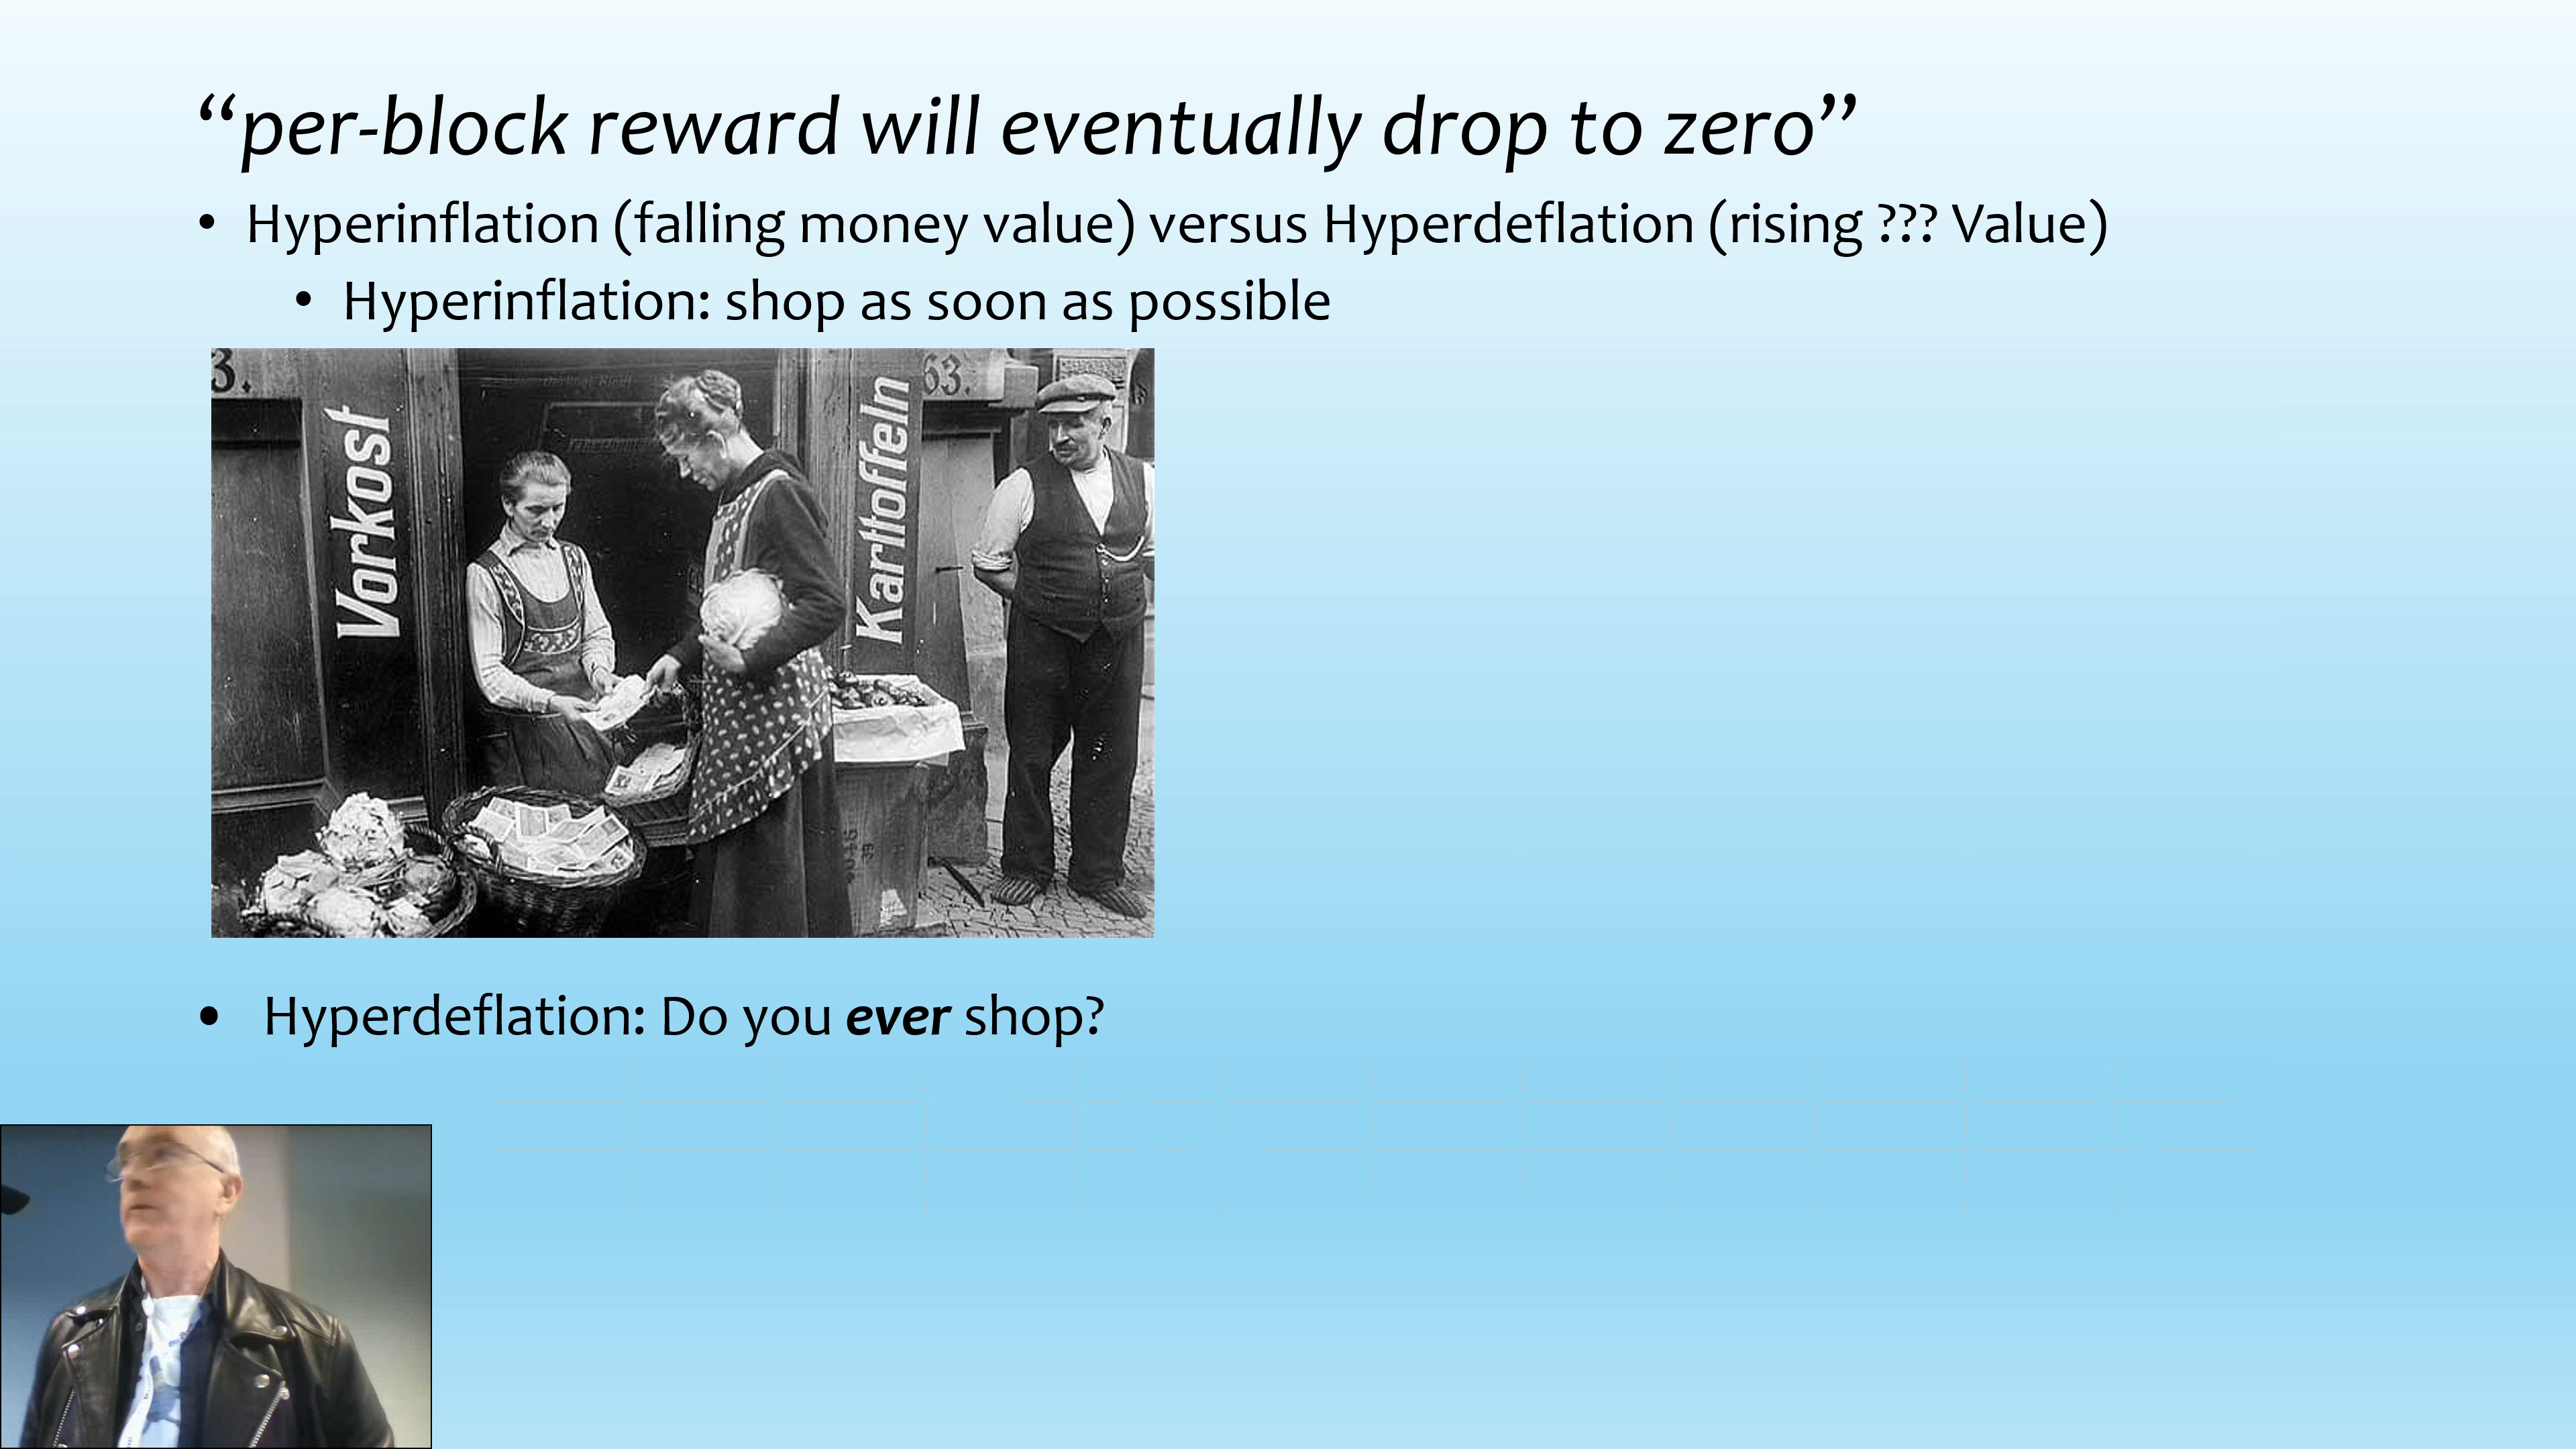 “per-block reward will eventually drop to zero”
• Hyperinflation (falling money value) versus Hyperdeflation (rising ??? Value)
• Hyperinflation: shop as soon as possible
3.
63.
Vorkost
Kartoffeln
• Hyperdeflation: Do you ever shop?